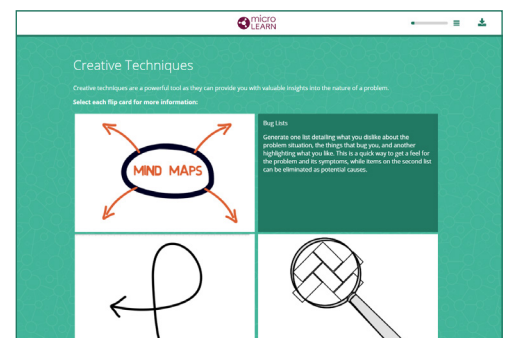 micro
LEARN
Creative Techniques
Creative techniques are a powerful tool as they can provide you with valuable insights into the nature of a problem.
Select each flip card for more information:
MIND MAPS
Bug Lists
Generate one list detailing what you dislike about the
problem situation, the things that bug you, and another
highlighting what you like. This is a quick way to get a feel for
the problem and its symptoms, while items on the second list
can be eliminated as potential causes.